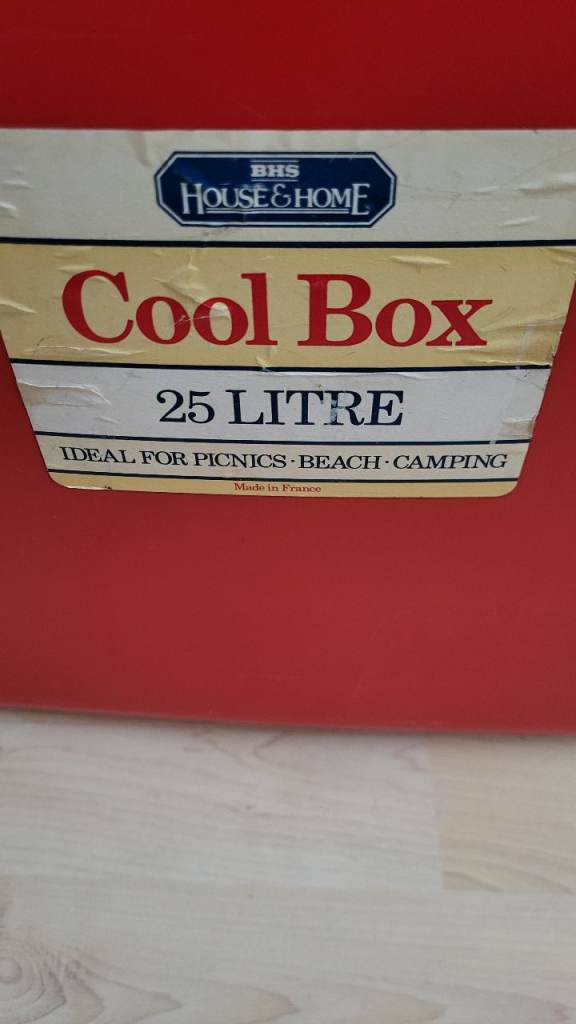 BHS
HOUSE & HOME
Cool Box
25 LITRE
IDEAL FOR PICNICS · BEACH · CAMPING
Made in France